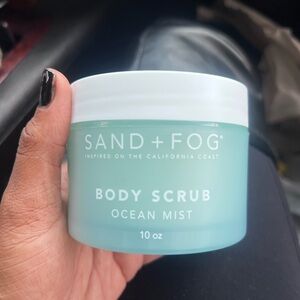 SAND + FOG®
INSPIRED ON THE CALIFORNIA COAST
BODY SCRUB
OCEAN MIST
10 oz